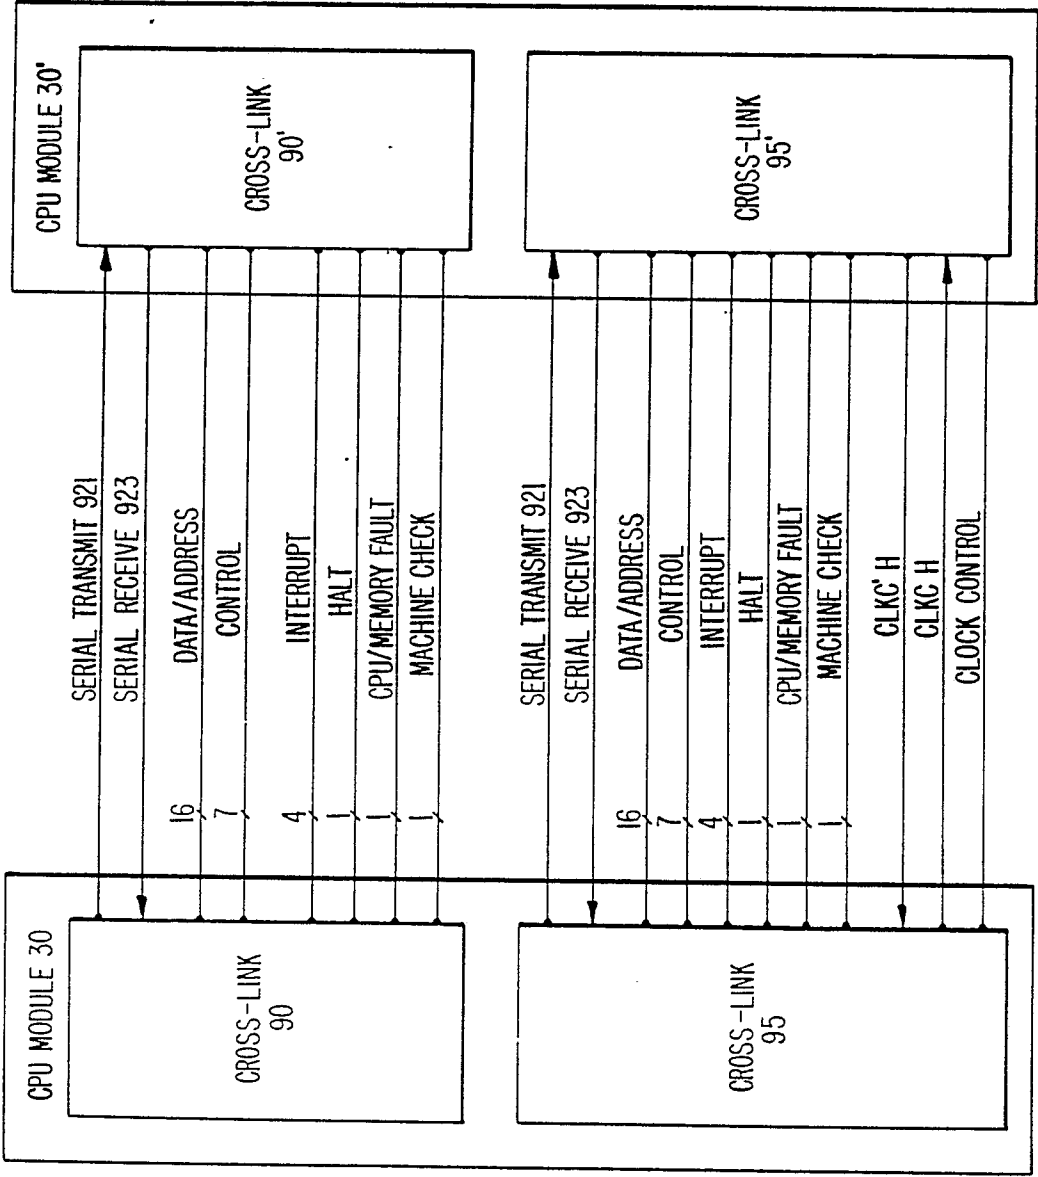 CPU MODULE 30'
CROSS-LINK
90'
CROSS-LINK
95'
SERIAL TRANSMIT 921
SERIAL RECEIVE 923
DATA/ADDRESS
16
CONTROL
7
INTERRUPT
4
HALT
1
CPU/MEMORY FAULT
1
MACHINE CHECK
1
SERIAL TRANSMIT 921
SERIAL RECEIVE 923
DATA/ADDRESS
16
CONTROL
7
INTERRUPT
4
HALT
1
CPU/MEMORY FAULT
1
MACHINE CHECK
1
CLKC' H
CLKC H
CLOCK CONTROL
CPU MODULE 30
CROSS-LINK
90
CROSS-LINK
95